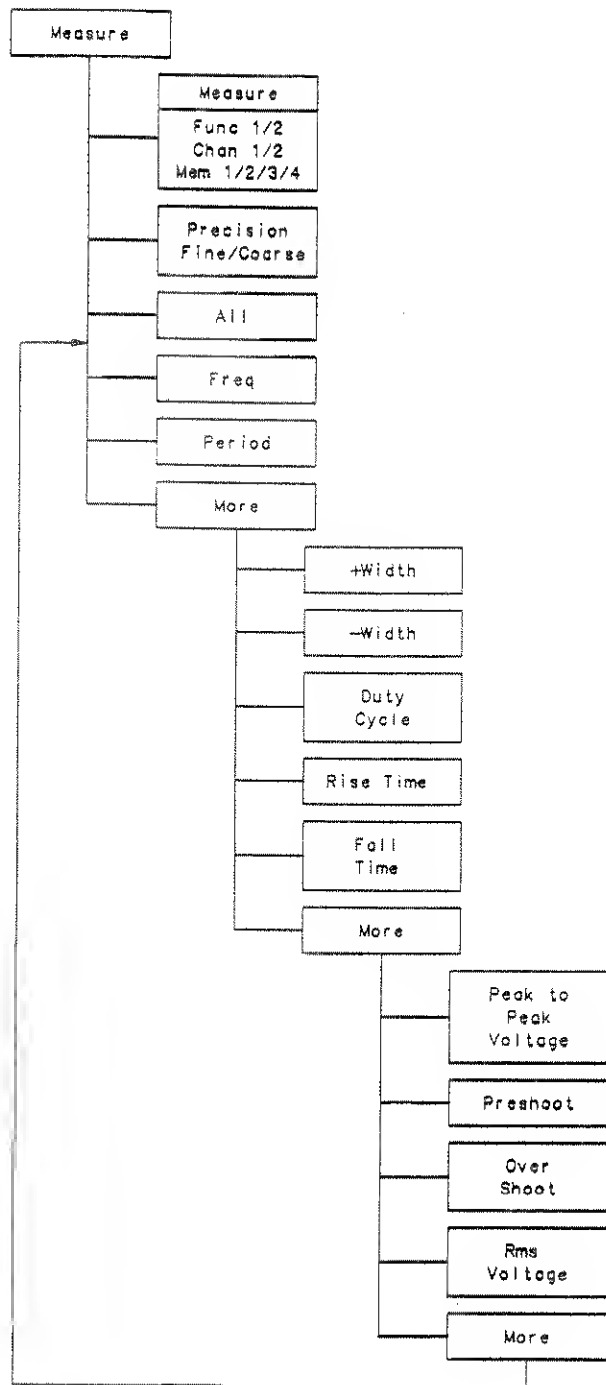 Measure
Measure
Func 1/2
Chan 1/2
Mem 1/2/3/4
Precision
Fine/Coarse
All
Freq
Period
More
+Width
-Width
Duty
Cycle
Rise Time
Fall
Time
More
Peak to
Peak
Voltage
Preshoot
Over
Shoot
Rms
Voltage
More